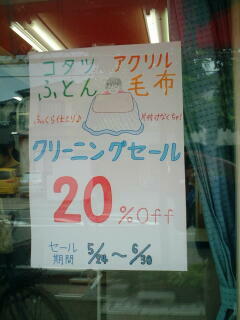 コタツ アクリル
ふとん 毛布
ふっくら仕上り♪ 片付けなくちゃ!
クリーニングセール
20%Off
セール期間 5/24～6/30